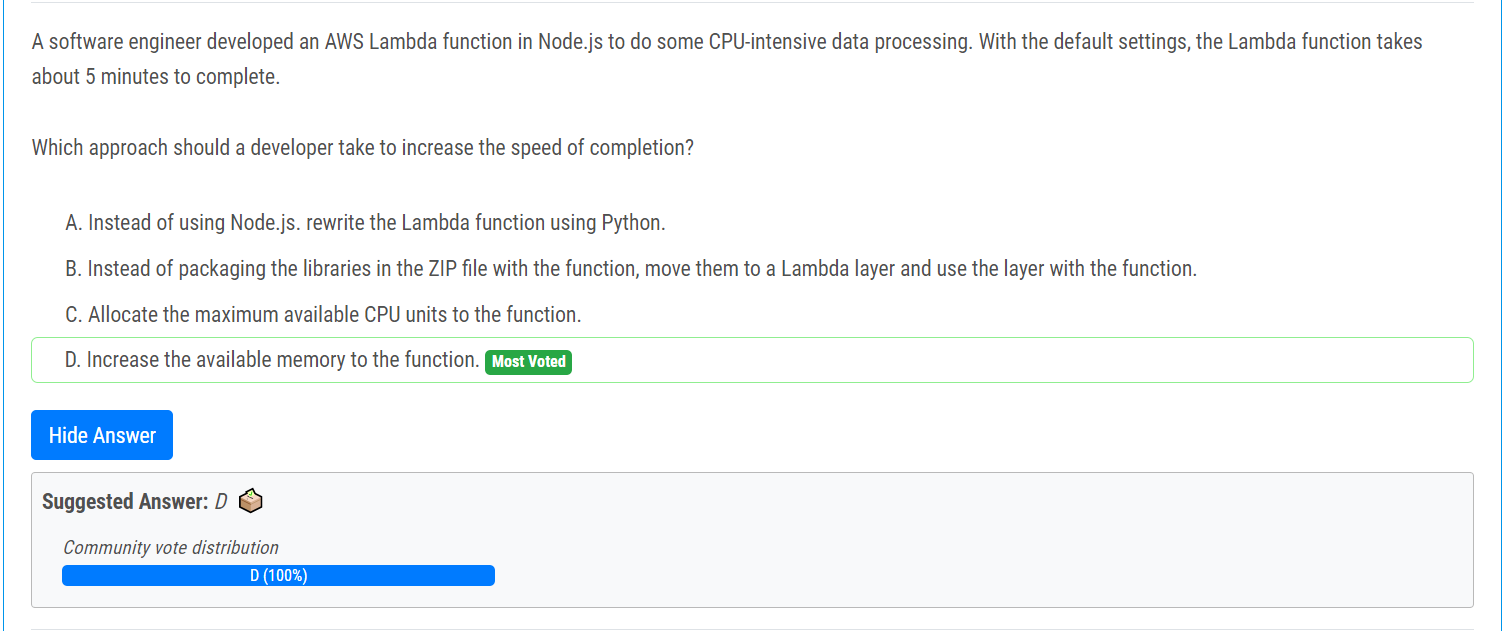 A software engineer developed an AWS Lambda function in Node.js to do some CPU-intensive data processing. With the default settings, the Lambda function takes
about 5 minutes to complete.
Which approach should a developer take to increase the speed of completion?
A. Instead of using Node.js. rewrite the Lambda function using Python.
B. Instead of packaging the libraries in the ZIP file with the function, move them to a Lambda layer and use the layer with the function.
C. Allocate the maximum available CPU units to the function.
D. Increase the available memory to the function. Most Voted
Hide Answer
Suggested Answer: D
Community vote distribution
D (100%)